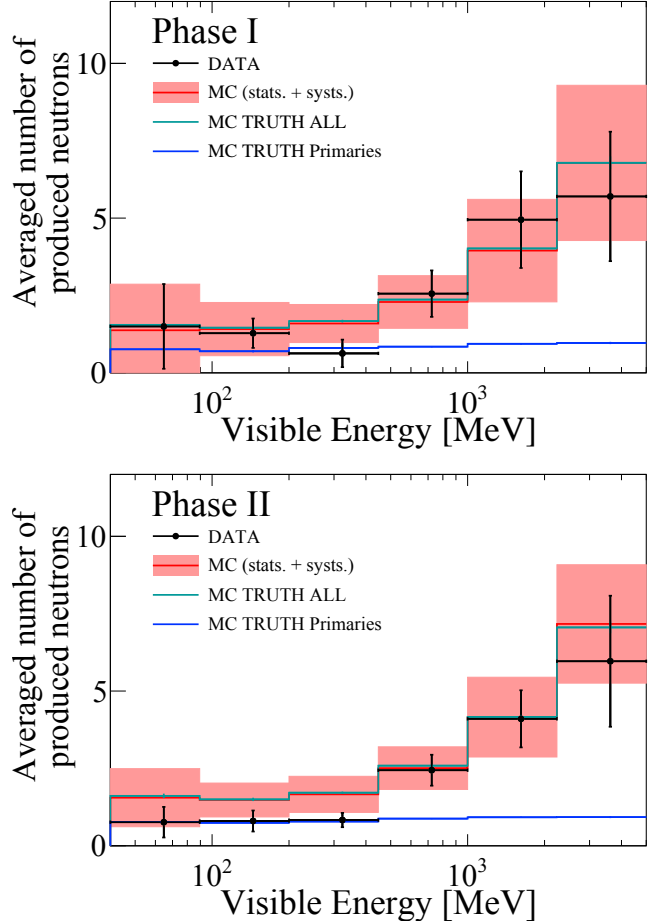 Phase I
DATA
MC (stats. + systs.)
MC TRUTH ALL
MC TRUTH Primaries
Averaged number of
produced neutrons
10
5
0
10²
10³
Visible Energy [MeV]
Phase II
DATA
MC (stats. + systs.)
MC TRUTH ALL
MC TRUTH Primaries
Averaged number of
produced neutrons
10
5
0
10²
10³
Visible Energy [MeV]